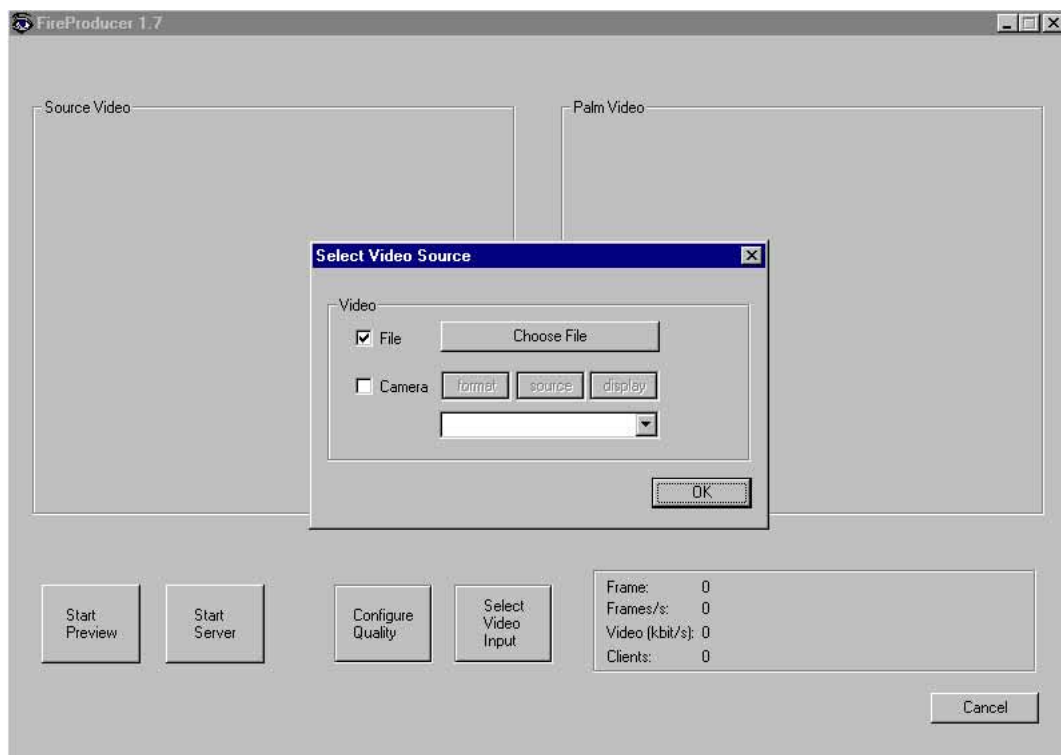 FireProducer 1.7
Source Video
Palm Video
Select Video Source
Video
File
Choose File
Camera
format
source
display
OK
Start
Preview
Start
Server
Configure
Quality
Select
Video
Input
Frame: 0
Frames/s: 0
Video (kbit/s): 0
Clients: 0
Cancel